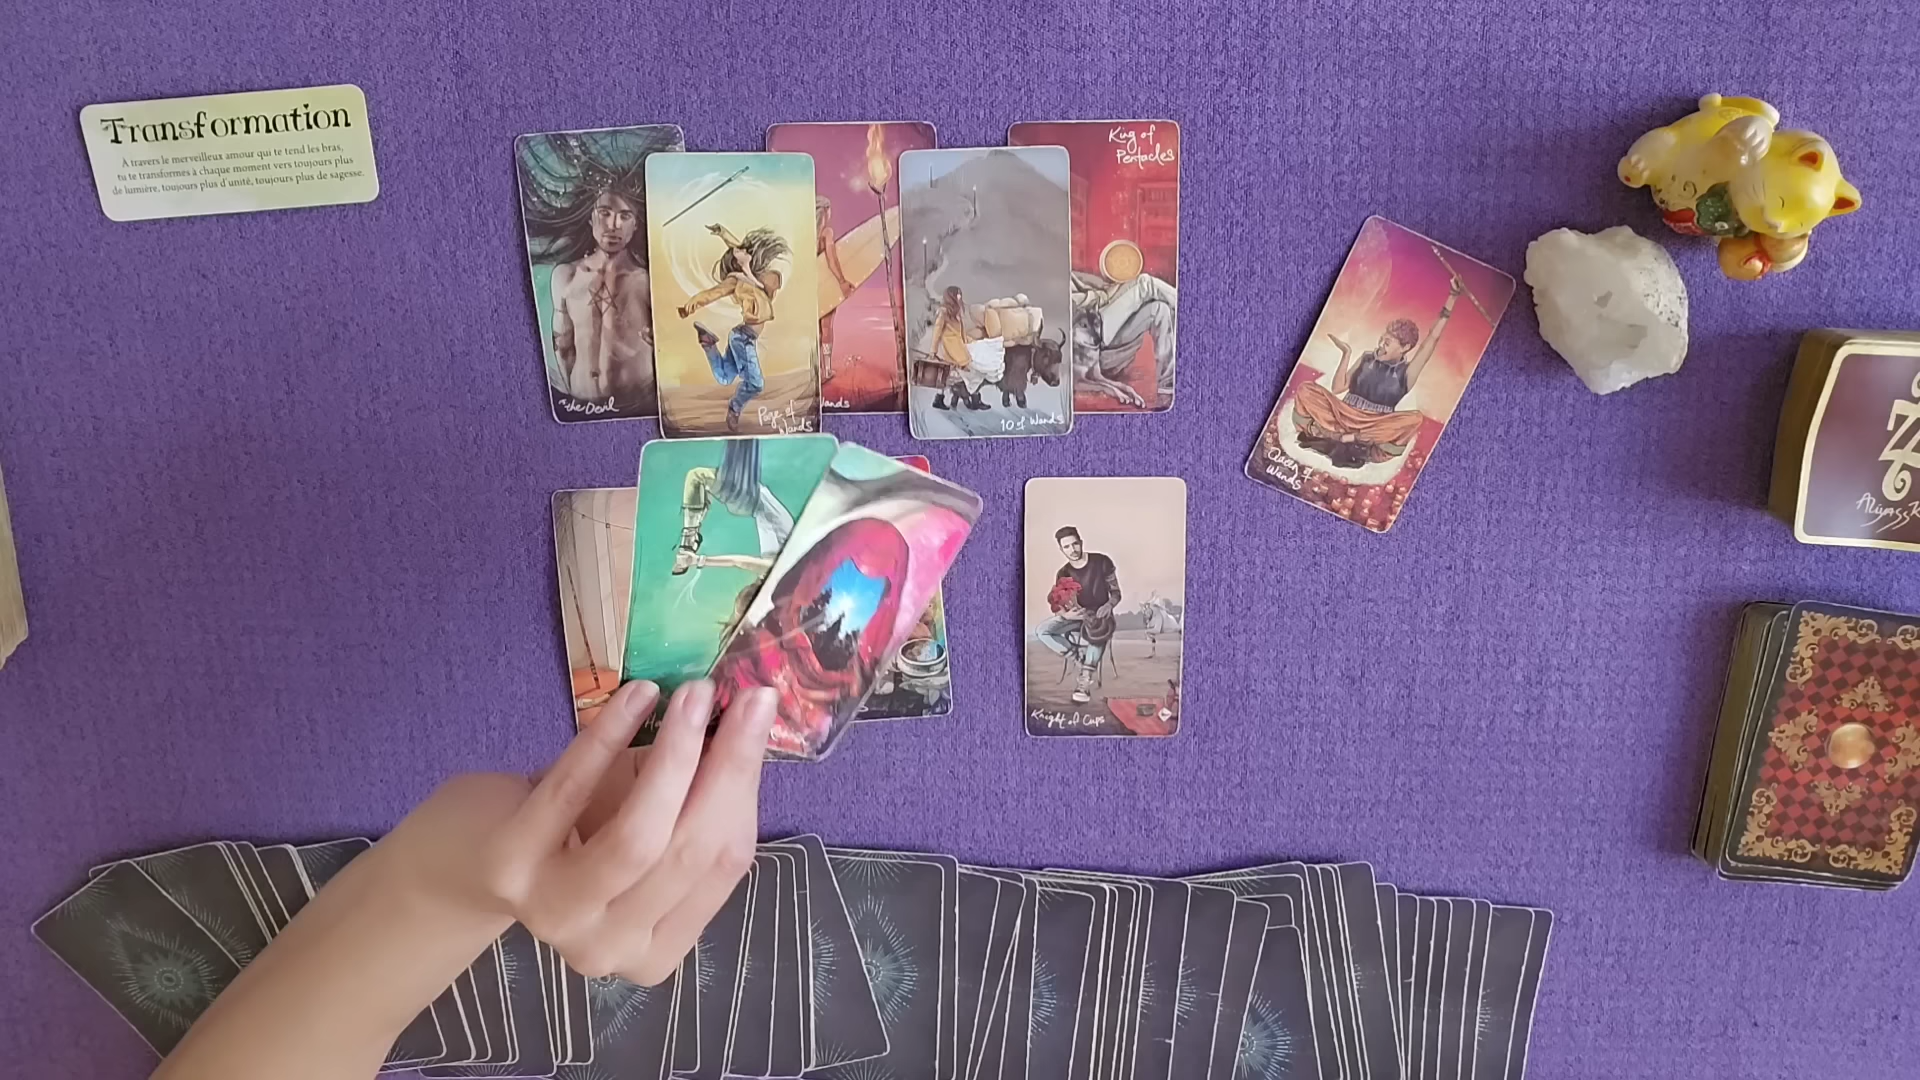 Transformation
À travers le merveilleux amour qui te tend les bras,
tu te transformes à chaque moment vers toujours plus
de lumière, toujours plus d'unité, toujours plus de sagesse.
King of
Pentacles
the Devil
Page of
Wands
Wands
10 of Wands
Queen of
Wands
Knight of Cups